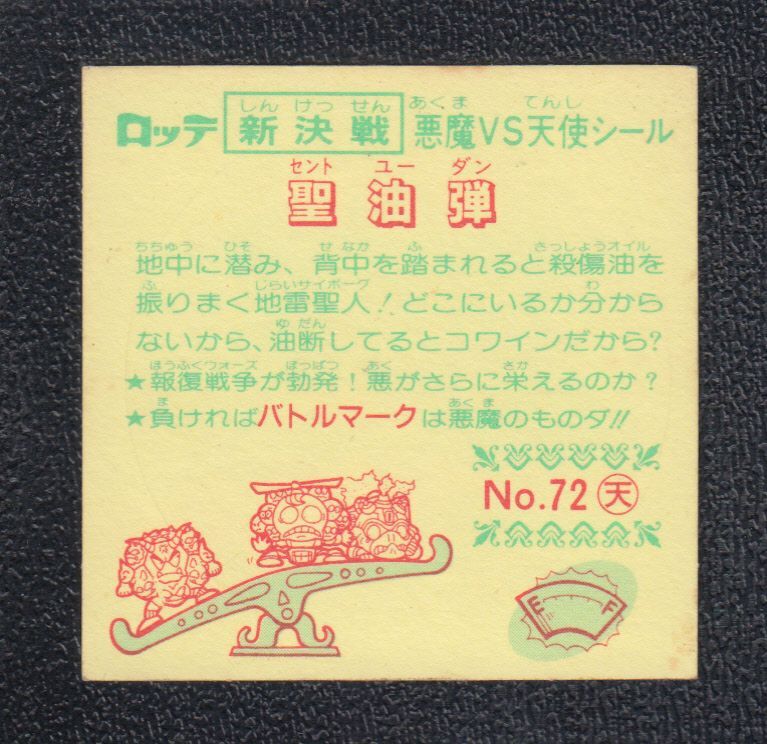 しん けっ せん あくま てんし
ロッテ 新決戦 悪魔VS天使シール
セント ユー ダン
聖油弾
ちちゅう ひそ せなか ふ さっしょうオイル
地中に潜み、背中を踏まれると殺傷油を
ふ じらいサイボーグ わ
振りまく地雷聖人!どこにいるか分から
ゆだん
ないから、油断してるとコワインだから?
ほうふくウォーズ ぼっぱつ あく さか
★報復戦争が勃発!悪がさらに栄えるのか?
ま あくま
★負ければバトルマークは悪魔のものダ!!
No.72 天
E F